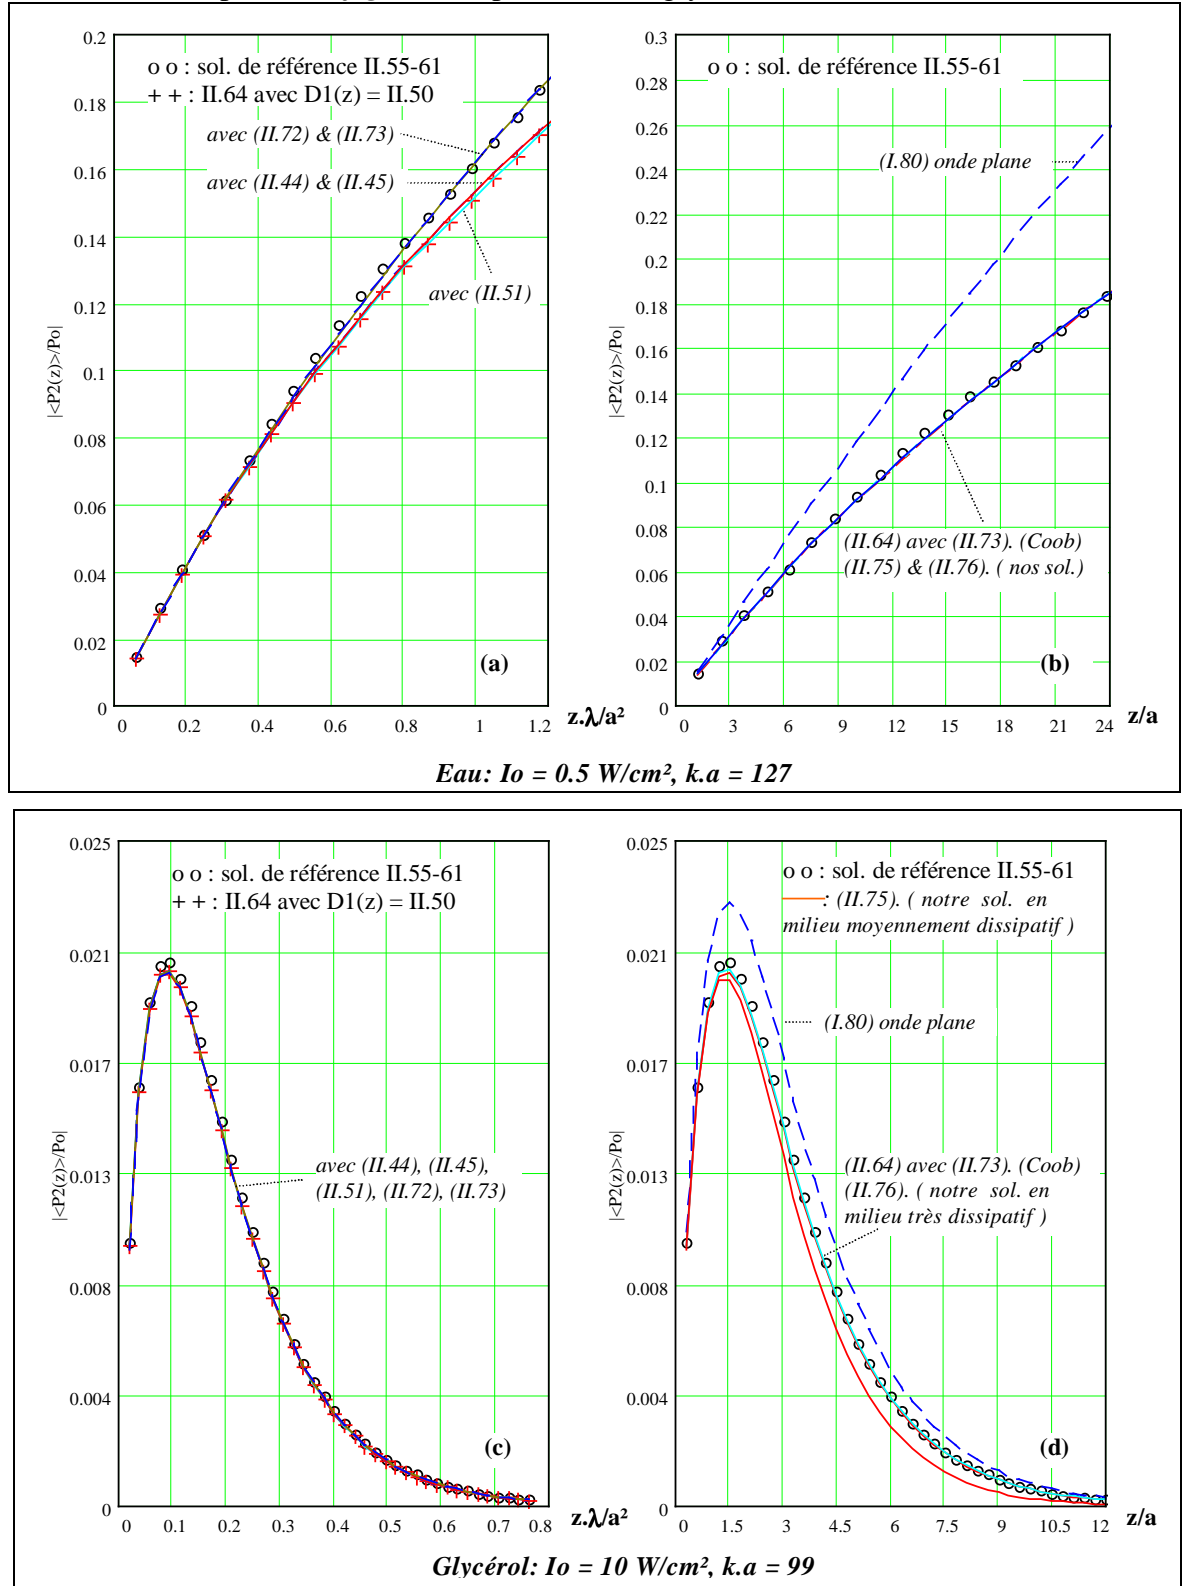 0.2
0.18
0.16
0.14
0.12
0.1
0.08
0.06
0.04
0.02
0
|<P2(z)>/Po|
o o : sol. de référence II.55-61
+ + : II.64 avec D1(z) = II.50
avec (II.72) & (II.73)
avec (II.44) & (II.45)
avec (II.51)
(a)
0 0.2 0.4 0.6 0.8 1 1.2
z.λ/a²
0.3
0.28
0.26
0.24
0.22
0.2
0.18
0.16
0.14
0.12
0.1
0.08
0.06
0.04
0.02
0
|<P2(z)>/Po|
o o : sol. de référence II.55-61
(I.80) onde plane
(II.64) avec (II.73). (Coob)
(II.75) & (II.76). ( nos sol.)
(b)
0 3 6 9 12 15 18 21 24
z/a
Eau: Io = 0.5 W/cm², k.a = 127
0.025
0.021
0.017
0.013
0.008
0.004
0
|<P2(z)>/Po|
o o : sol. de référence II.55-61
+ + : II.64 avec D1(z) = II.50
avec (II.44), (II.45),
(II.51), (II.72), (II.73)
(c)
0 0.1 0.2 0.3 0.4 0.5 0.6 0.7 0.8
z.λ/a²
0.025
0.021
0.017
0.013
0.008
0.004
0
|<P2(z)>/Po|
o o : sol. de référence II.55-61
: (II.75). ( notre sol. en
milieu moyennement dissipatif )
(I.80) onde plane
(II.64) avec (II.73). (Coob)
(II.76). ( notre sol. en
milieu très dissipatif )
(d)
0 1.5 3 4.5 6 7.5 9 10.5 12
z/a
Glycérol: Io = 10 W/cm², k.a = 99